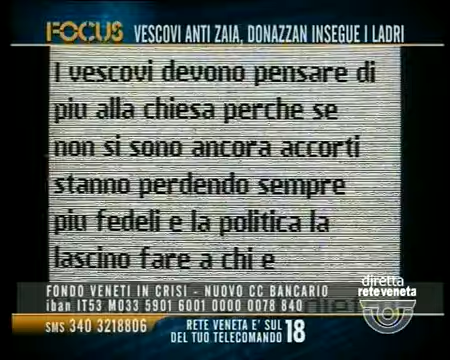 FOCUS
VESCOVI ANTI ZAIA, DONAZZAN INSEGUE I LADRI
I vescovi devono pensare di
piu alla chiesa perche se
non si sono ancora accorti
stanno perdendo sempre
piu fedeli e la politica la
lascino fare a chi e
diretta
reteveneta
FONDO VENETI IN CRISI - NUOVO CC BANCARIO
iban IT53 M033 5901 6001 0000 0078 840
SMS 340 3218806
RETE VENETA E' SUL
DEL TUO TELECOMANDO 18